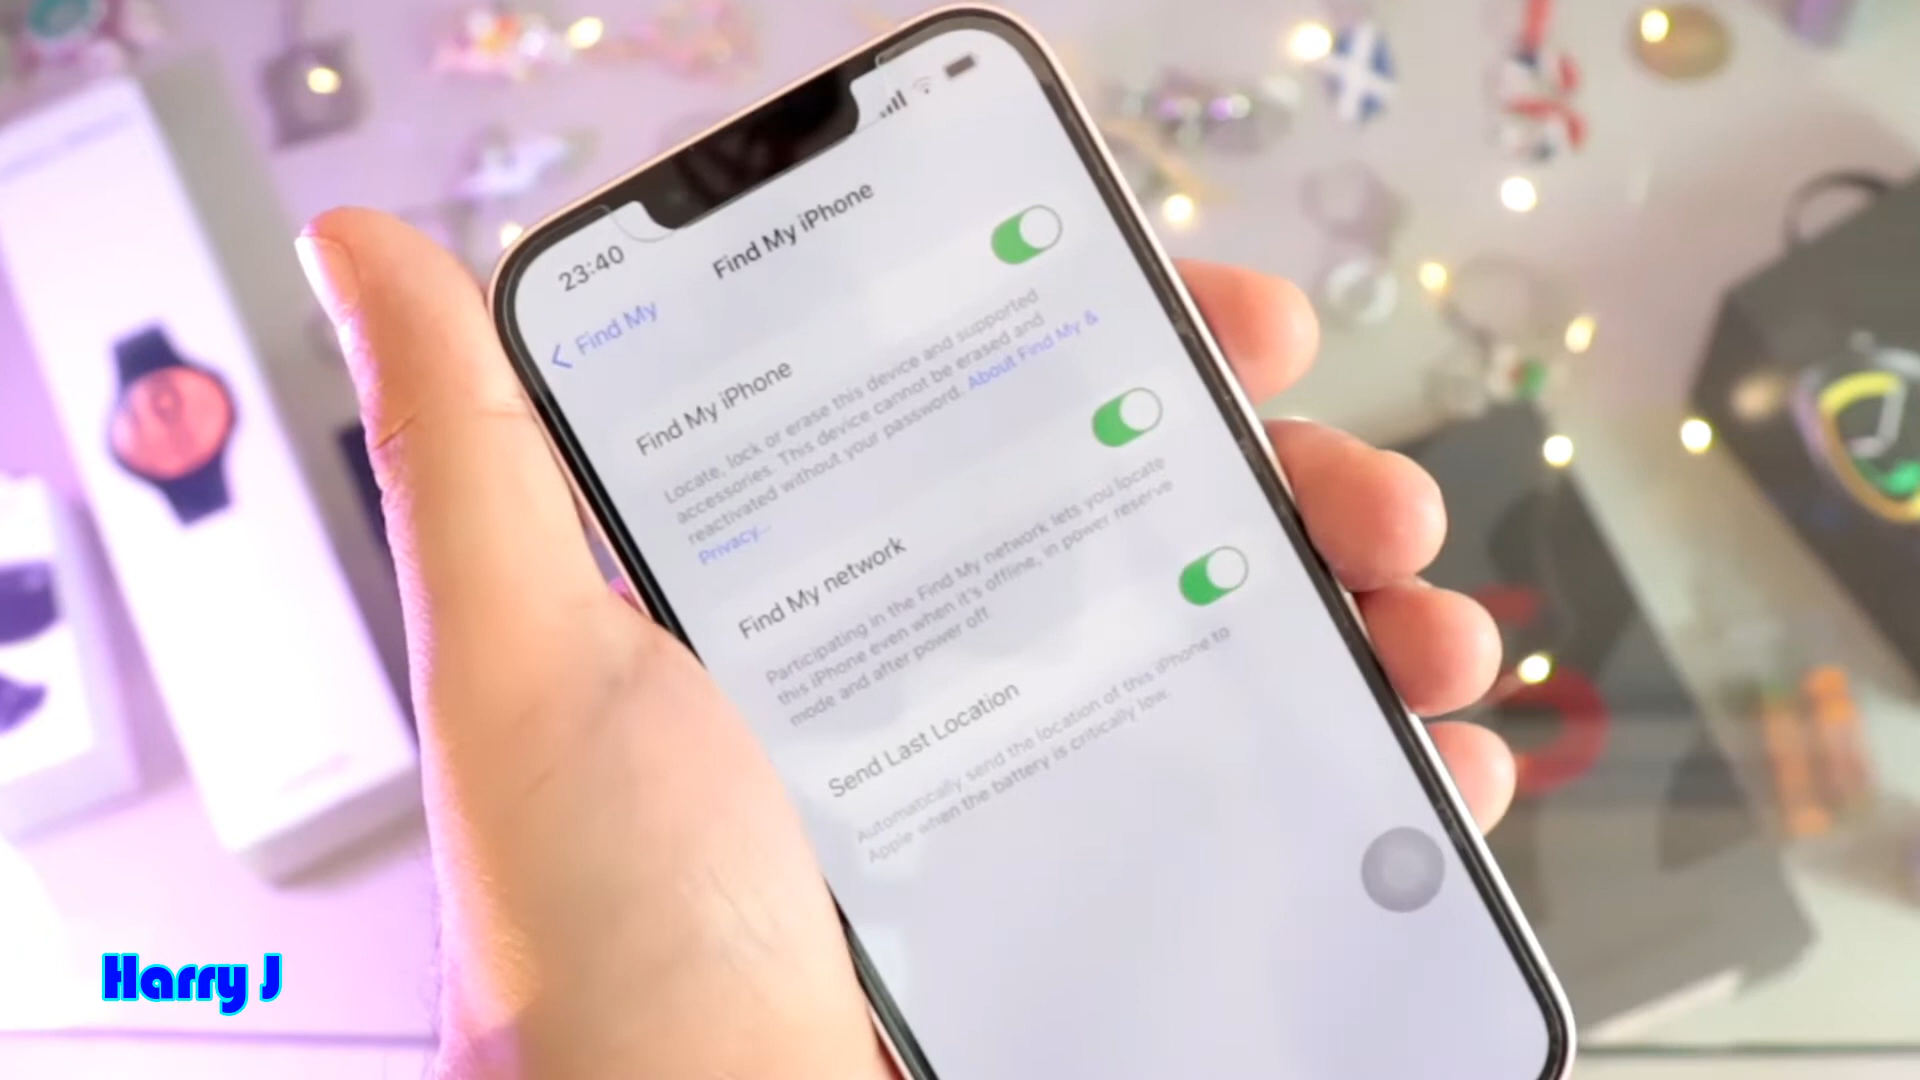 23:40
Find My
Find My iPhone
Find My iPhone
Locate, lock or erase this device and supported
accessories. This device cannot be erased and
reactivated without your password. About Find My &
Privacy...
Find My network
Participating in the Find My network lets you locate
this iPhone even when it's offline, in power reserve
mode and after power off
Send Last Location
Automatically send the location of this iPhone to
Apple when the battery is critically low.
Harry J